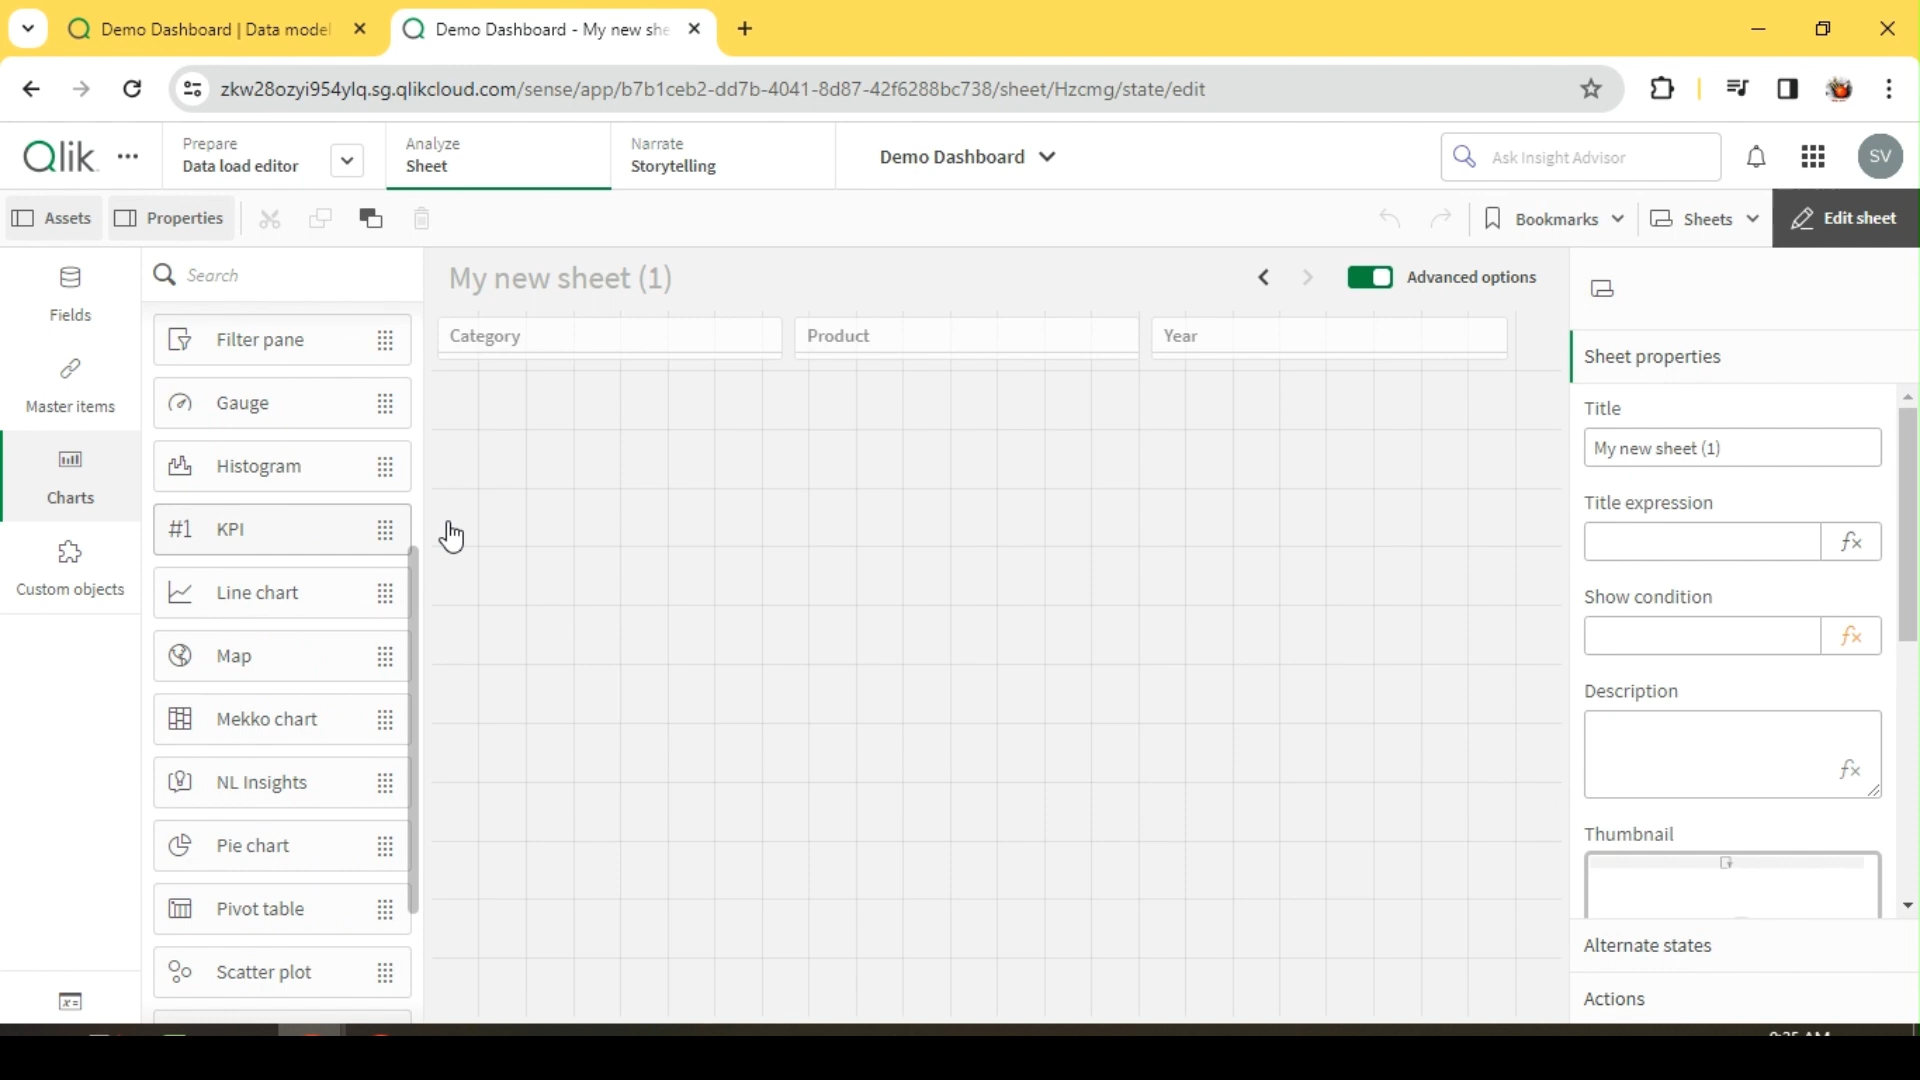 Demo Dashboard | Data model
Demo Dashboard - My new she
zkw28ozyi954ylq.sg.qlikcloud.com/sense/app/b7b1ceb2-dd7b-4041-8d87-42f6288bc738/sheet/Hzcmg/state/edit
Qlik
Prepare
Data load editor
Analyze
Sheet
Narrate
Storytelling
Demo Dashboard
Ask Insight Advisor
SV
Assets
Properties
Bookmarks
Sheets
Edit sheet
Fields
Master items
Charts
Custom objects
Search
Filter pane
Gauge
Histogram
#1 KPI
Line chart
Map
Mekko chart
NL Insights
Pie chart
Pivot table
Scatter plot
My new sheet (1)
Advanced options
Category
Product
Year
Sheet properties
Title
My new sheet (1)
Title expression
fx
Show condition
fx
Description
fx
Thumbnail
Alternate states
Actions